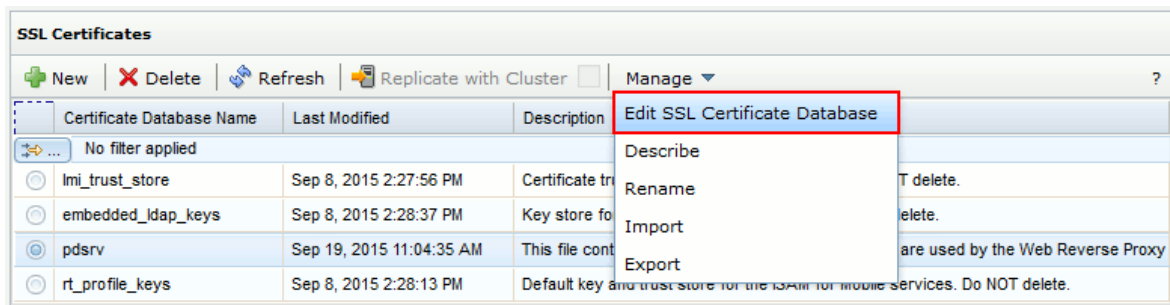 SSL Certificates
New Delete Refresh Replicate with Cluster Manage ?
Certificate Database Name Last Modified Description Edit SSL Certificate Database
... No filter applied
Describe
lmi_trust_store Sep 8, 2015 2:27:56 PM Certificate T delete.
Rename
embedded_ldap_keys Sep 8, 2015 2:28:37 PM Key store elete.
Import
pdsrv Sep 19, 2015 11:04:35 AM This file cont are used by the Web Reverse Proxy
Export
rt_profile_keys Sep 8, 2015 2:28:13 PM Default key and trust store for the ISAM for Mobile services. Do NOT delete.